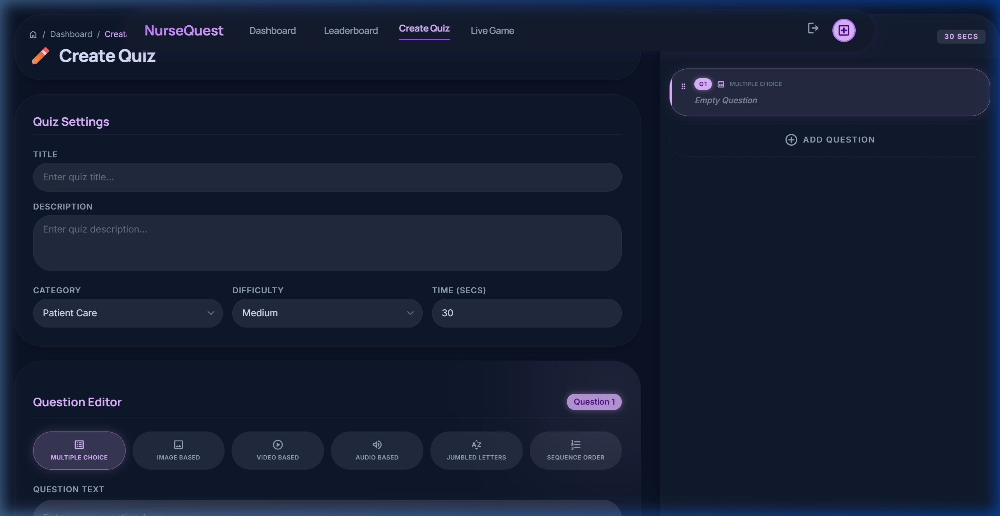 NurseQuest
Dashboard
Leaderboard
Create Quiz
Live Game
/ Dashboard /
Create Quiz
30 SECS
Quiz Settings
TITLE
Enter quiz title...
DESCRIPTION
Enter quiz description...
CATEGORY
DIFFICULTY
TIME (SECS)
Patient Care
Medium
30
Question Editor
Question 1
MULTIPLE CHOICE
IMAGE BASED
VIDEO BASED
AUDIO BASED
AZ
JUMBLED LETTERS
SEQUENCE ORDER
QUESTION TEXT
Q1
MULTIPLE CHOICE
Empty Question
ADD QUESTION